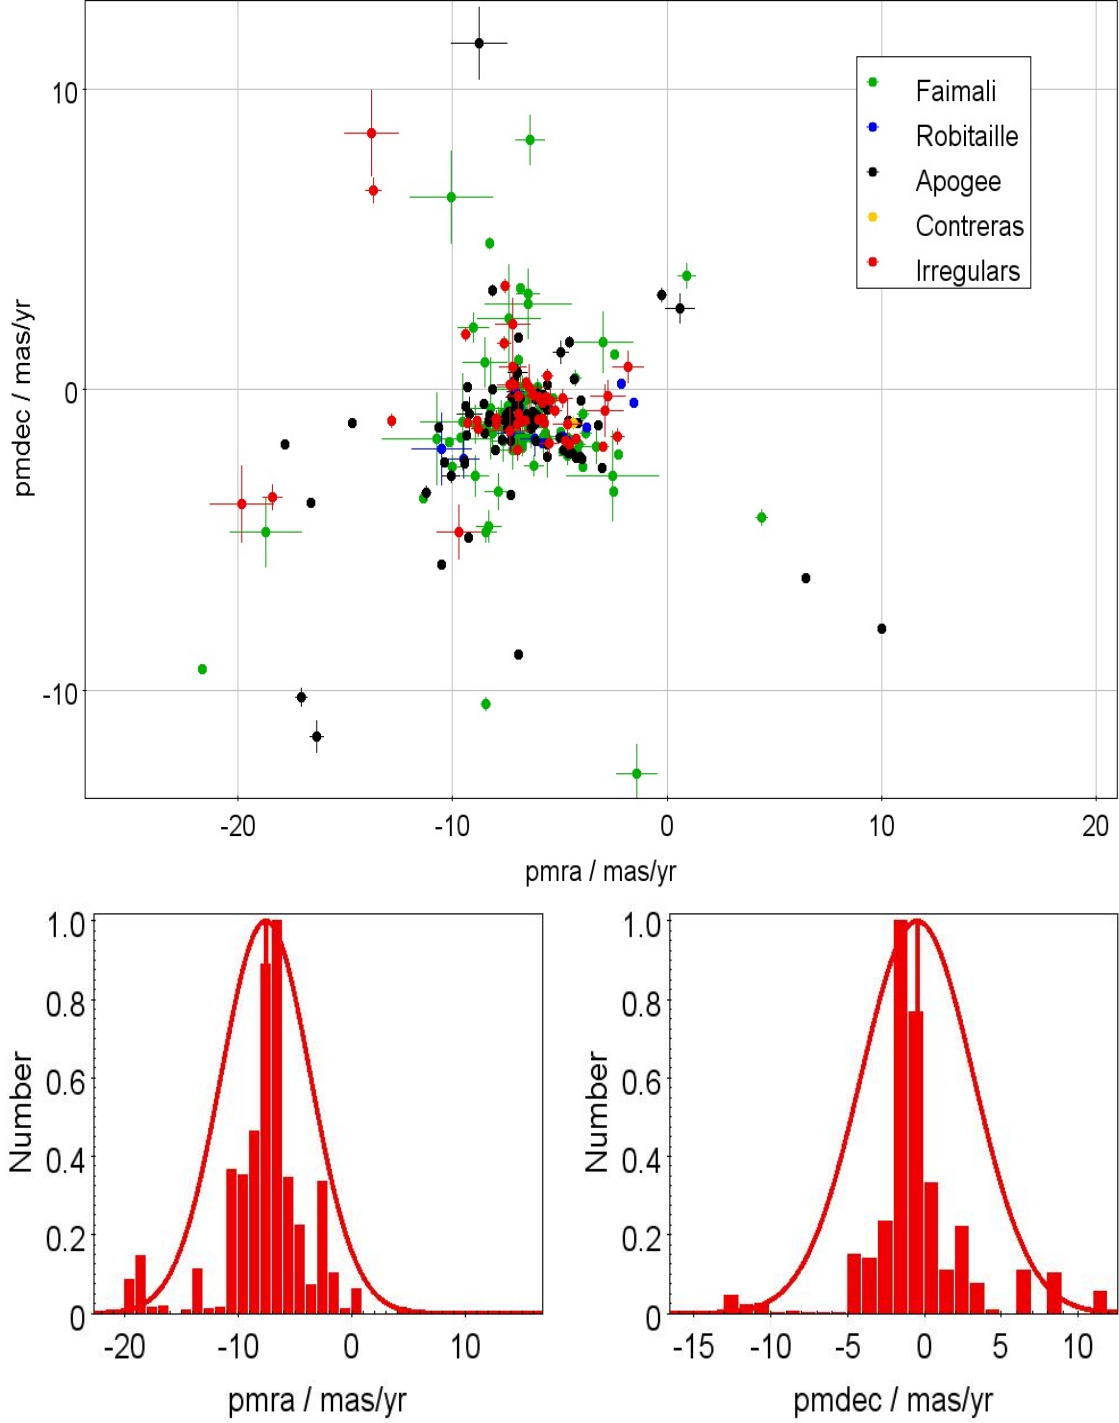 10
0
-10
pmdec / mas/yr
Faimali
Robitaille
Apogee
Contreras
Irregulars
-20 -10 0 10 20
pmra / mas/yr
1.0
0.8
0.6
0.4
0.2
0
Number
-20 -10 0 10
pmra / mas/yr
1.0
0.8
0.6
0.4
0.2
0
Number
-15 -10 -5 0 5 10
pmdec / mas/yr